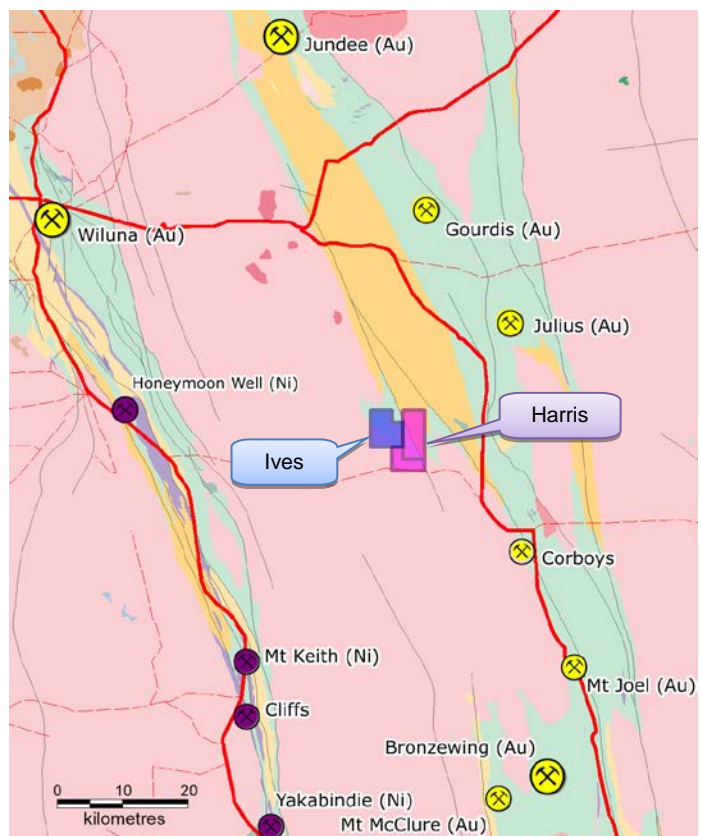 Jundee (Au)
Gourdis (Au)
Wiluna (Au)
Julius (Au)
Honeymoon Well (Ni)
Harris
Ives
Corboys
Mt Keith (Ni)
Mt Joel (Au)
Cliffs
Bronzewing (Au)
0 10 20
kilometres
Yakabindie (Ni)
Mt McClure (Au)